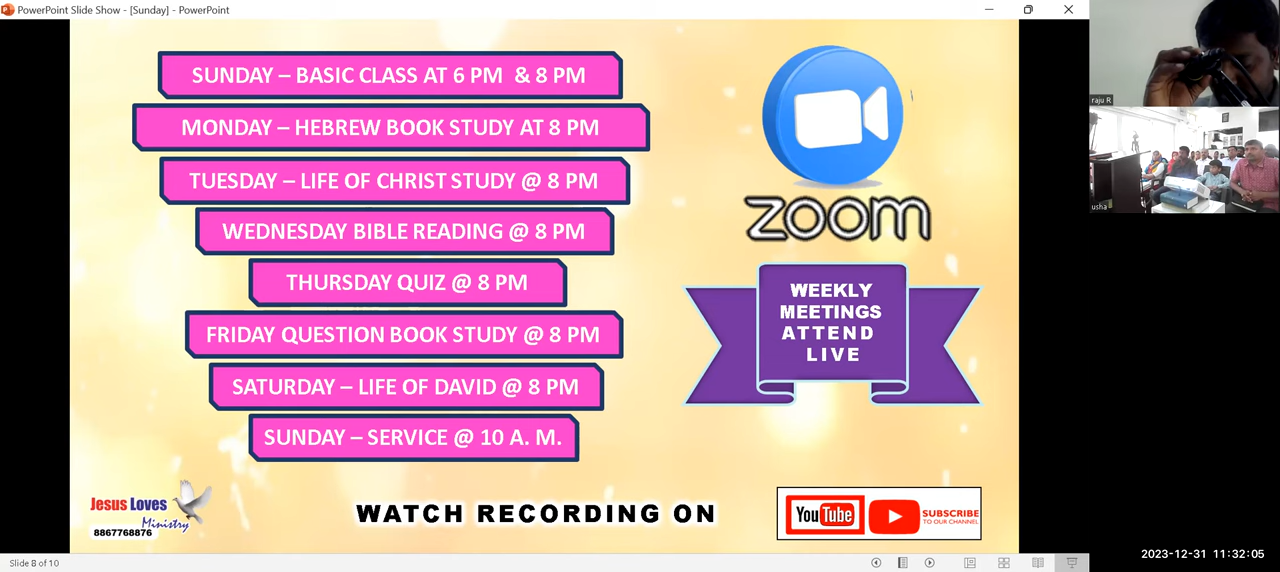 PowerPoint Slide Show - [Sunday] - PowerPoint
SUNDAY – BASIC CLASS AT 6 PM & 8 PM
MONDAY – HEBREW BOOK STUDY AT 8 PM
TUESDAY – LIFE OF CHRIST STUDY @ 8 PM
WEDNESDAY BIBLE READING @ 8 PM
THURSDAY QUIZ @ 8 PM
FRIDAY QUESTION BOOK STUDY @ 8 PM
SATURDAY – LIFE OF DAVID @ 8 PM
SUNDAY – SERVICE @ 10 A. M.
zoom
WEEKLY
MEETINGS
ATTEND
LIVE
Jesus Loves
Ministry
8867768876
WATCH RECORDING ON
YouTube
SUBSCRIBE
TO OUR CHANNEL
raju R
usha
Slide 8 of 10
2023-12-31 11:32:05